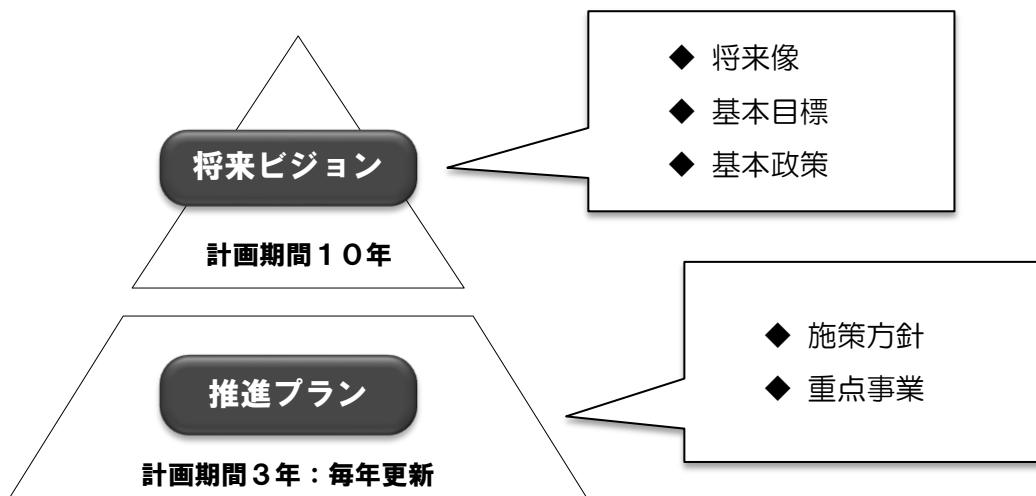 将来ビジョン
計画期間１０年
◆ 将来像
◆ 基本目標
◆ 基本政策
推進プラン
計画期間３年：毎年更新
◆ 施策方針
◆ 重点事業